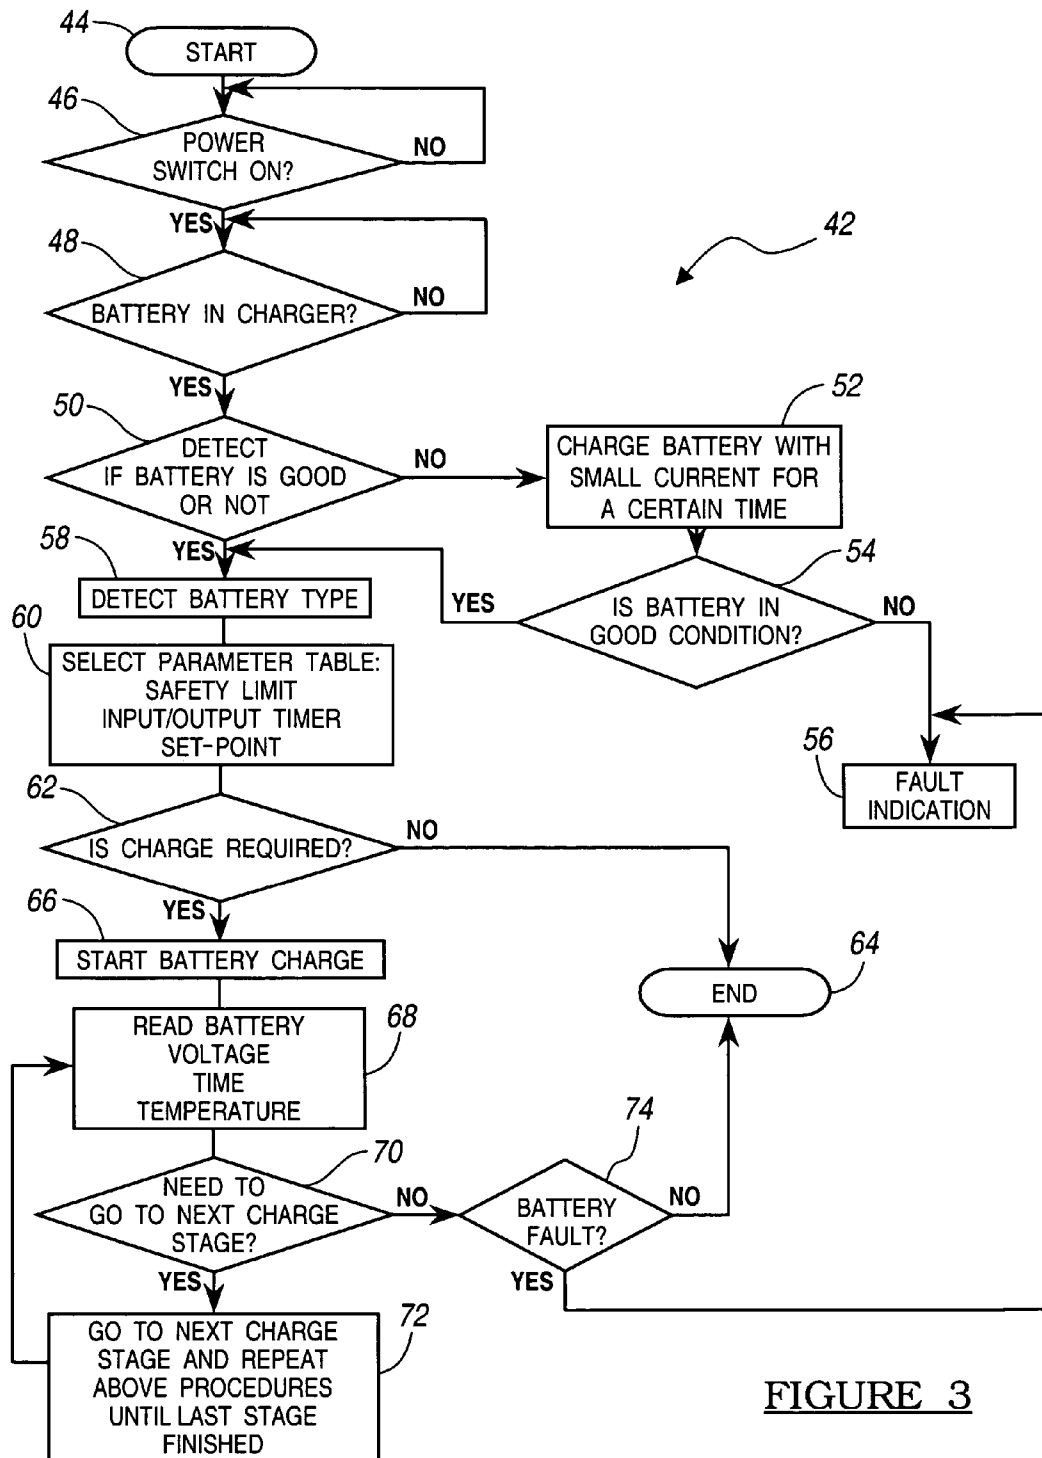 44
START
46
POWER
SWITCH ON?
NO
YES
42
48
BATTERY IN CHARGER?
NO
YES
50
DETECT
IF BATTERY IS GOOD
OR NOT
NO
52
CHARGE BATTERY WITH
SMALL CURRENT FOR
A CERTAIN TIME
YES
54
IS BATTERY IN
GOOD CONDITION?
YES
NO
58
DETECT BATTERY TYPE
60
SELECT PARAMETER TABLE:
SAFETY LIMIT
INPUT/OUTPUT TIMER
SET-POINT
56
FAULT
INDICATION
62
IS CHARGE REQUIRED?
NO
YES
66
START BATTERY CHARGE
64
END
READ BATTERY
VOLTAGE
TIME
TEMPERATURE
68
70
NEED TO
GO TO NEXT CHARGE
STAGE?
NO
74
BATTERY
FAULT?
NO
YES
YES
72
GO TO NEXT CHARGE
STAGE AND REPEAT
ABOVE PROCEDURES
UNTIL LAST STAGE
FINISHED
FIGURE 3